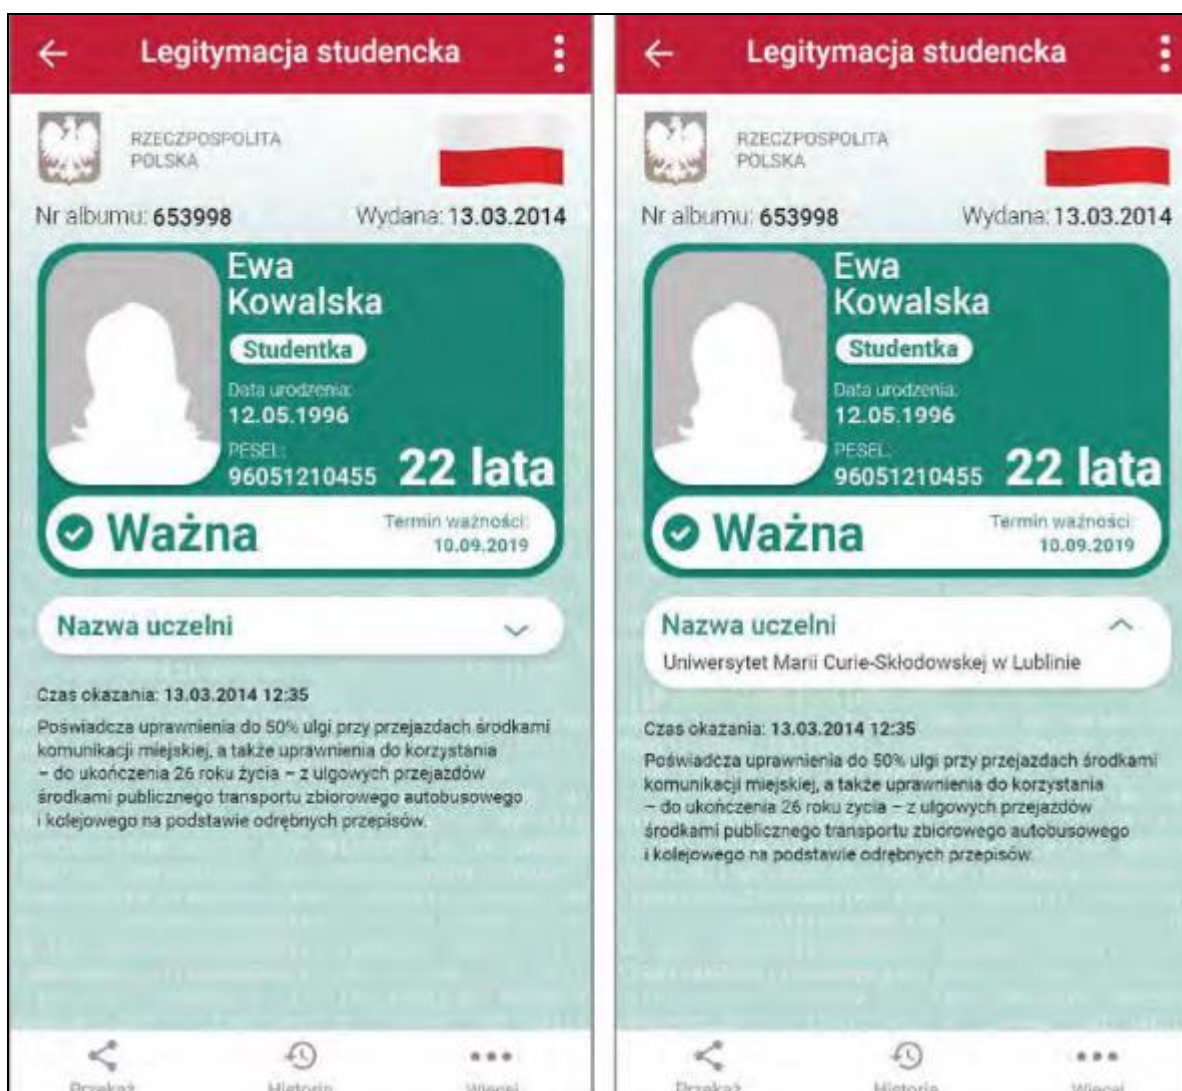 Legitymacja studencka
RZECZPOSPOLITA
POLSKA
Nr albumu: 653998 Wydana: 13.03.2014
Ewa
Kowalska
Studentka
Data urodzenia:
12.05.1996
PESEL:
96051210455
22 lata
Ważna
Termin ważności:
10.09.2019
Nazwa uczelni
Czas okazania: 13.03.2014 12:35
Poświadcza uprawnienia do 50% ulgi przy przejazdach środkami
komunikacji miejskiej, a także uprawnienia do korzystania
– do ukończenia 26 roku życia – z ulgowych przejazdów
środkami publicznego transportu zbiorowego autobusowego
i kolejowego na podstawie odrębnych przepisów.
Przekaż Historia Więcej
Legitymacja studencka
RZECZPOSPOLITA
POLSKA
Nr albumu: 653998 Wydana: 13.03.2014
Ewa
Kowalska
Studentka
Data urodzenia:
12.05.1996
PESEL:
96051210455
22 lata
Ważna
Termin ważności:
10.09.2019
Nazwa uczelni
Uniwersytet Marii Curie-Skłodowskej w Lublinie
Czas okazania: 13.03.2014 12:35
Poświadcza uprawnienia do 50% ulgi przy przejazdach środkami
komunikacji miejskiej, a także uprawnienia do korzystania
– do ukończenia 26 roku życia – z ulgowych przejazdów
środkami publicznego transportu zbiorowego autobusowego
i kolejowego na podstawie odrębnych przepisów.
Przekaż Historia Więcej